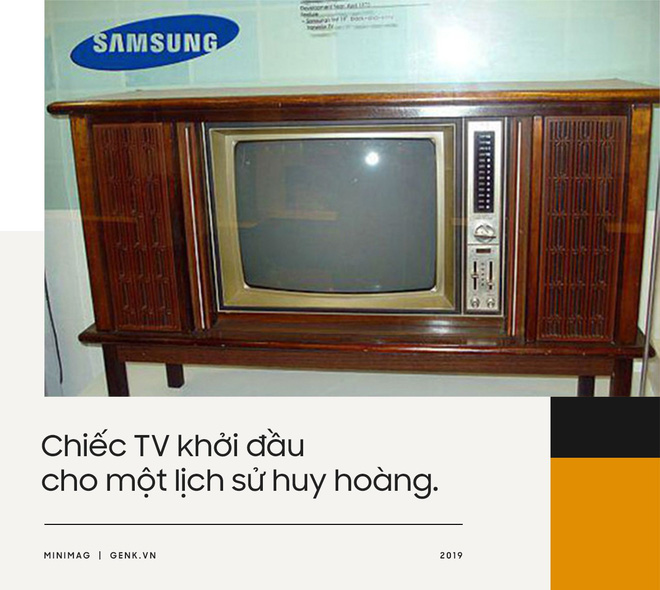 SAMSUNG
Chiếc TV khởi đầu
cho một lịch sử huy hoàng.
MINIMAG | GENK.VN
2019